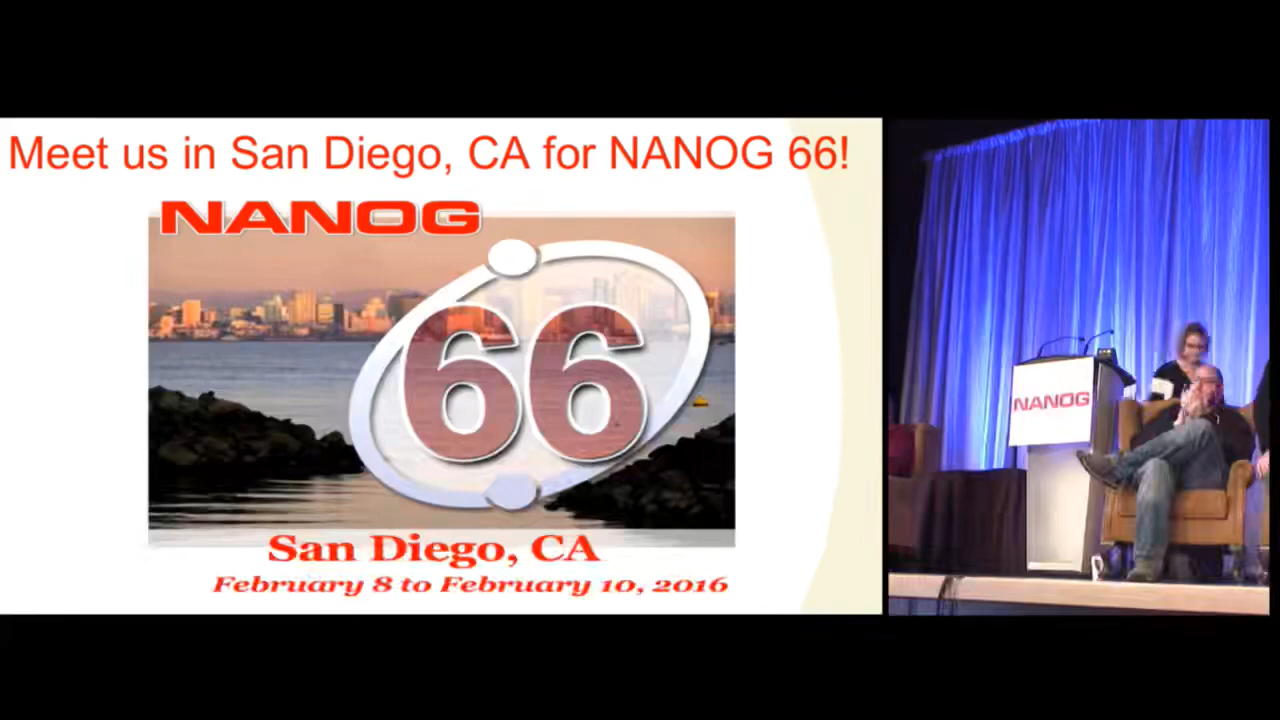 Meet us in San Diego, CA for NANOG 66!
NANOG
66
San Diego, CA
February 8 to February 10, 2016
NANOG